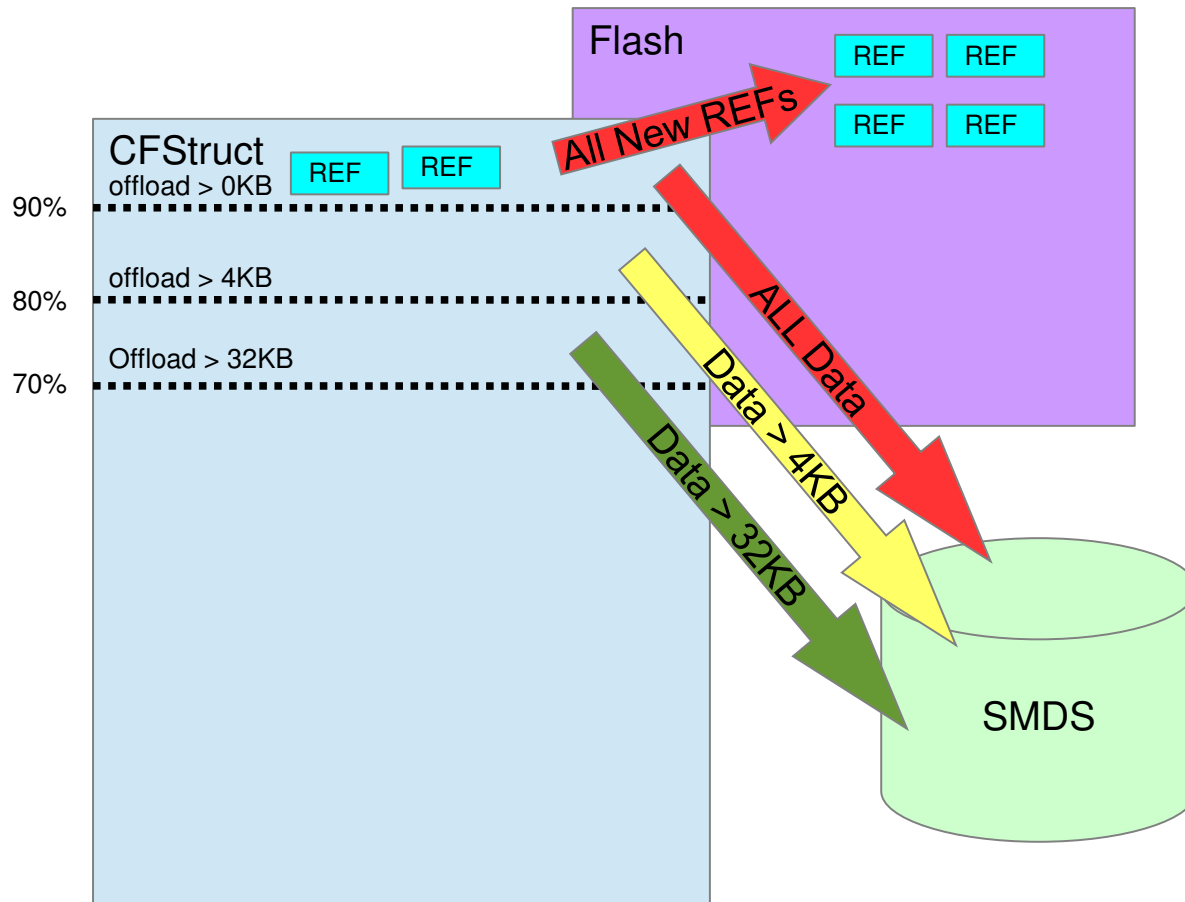 Flash
REF
REF
REF
REF
All New REFs
CFStruct
REF
REF
offload > 0KB
90%
offload > 4KB
80%
Offload > 32KB
70%
ALL Data
Data > 4KB
Data > 32KB
SMDS